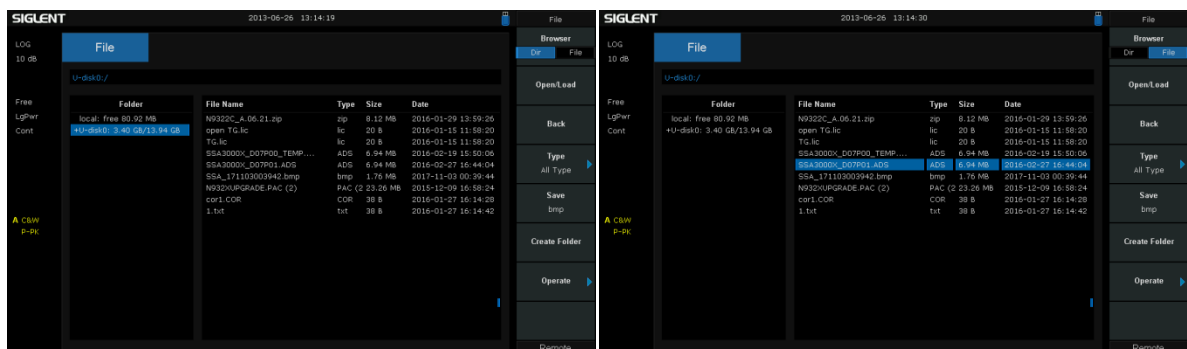 SIGLENT 2013-06-26 13:14:19 File
LOG
10 dB
File
Browser
Dir File
U-disk0:/
Open/Load
Free
LgPwr
Cont
Folder File Name Type Size Date
local: free 80.92 MB N9322C_A.06.21.zip zip 8.12 MB 2016-01-29 13:59:26
+U-disk0: 3.40 GB/13.94 GB open TG.lic lic 20 B 2016-01-15 11:58:20
TG.lic lic 20 B 2016-01-15 11:58:20
SSA3000X_D07P00_TEMP.... ADS 6.94 MB 2016-02-19 15:50:06
SSA3000X_D07P01.ADS ADS 6.94 MB 2016-02-27 16:44:04
SSA_171103003942.bmp bmp 1.76 MB 2017-11-03 00:39:44
N932XUPGRADE.PAC (2) PAC (2 23.26 MB 2015-12-09 16:58:24
cor1.COR COR 38 B 2016-01-27 16:14:28
1.txt txt 38 B 2016-01-27 16:14:42
Back
Type
All Type
Save
bmp
A C&W
P-PK
Create Folder
Operate
Remote
SIGLENT 2013-06-26 13:14:30 File
LOG
10 dB
File
Browser
Dir File
U-disk0:/
Open/Load
Free
LgPwr
Cont
Folder File Name Type Size Date
local: free 80.92 MB N9322C_A.06.21.zip zip 8.12 MB 2016-01-29 13:59:26
+U-disk0: 3.40 GB/13.94 GB open TG.lic lic 20 B 2016-01-15 11:58:20
TG.lic lic 20 B 2016-01-15 11:58:20
SSA3000X_D07P00_TEMP.... ADS 6.94 MB 2016-02-19 15:50:06
SSA3000X_D07P01.ADS ADS 6.94 MB 2016-02-27 16:44:04
SSA_171103003942.bmp bmp 1.76 MB 2017-11-03 00:39:44
N932XUPGRADE.PAC (2) PAC (2 23.26 MB 2015-12-09 16:58:24
cor1.COR COR 38 B 2016-01-27 16:14:28
1.txt txt 38 B 2016-01-27 16:14:42
Back
Type
All Type
Save
bmp
A C&W
P-PK
Create Folder
Operate
Remote